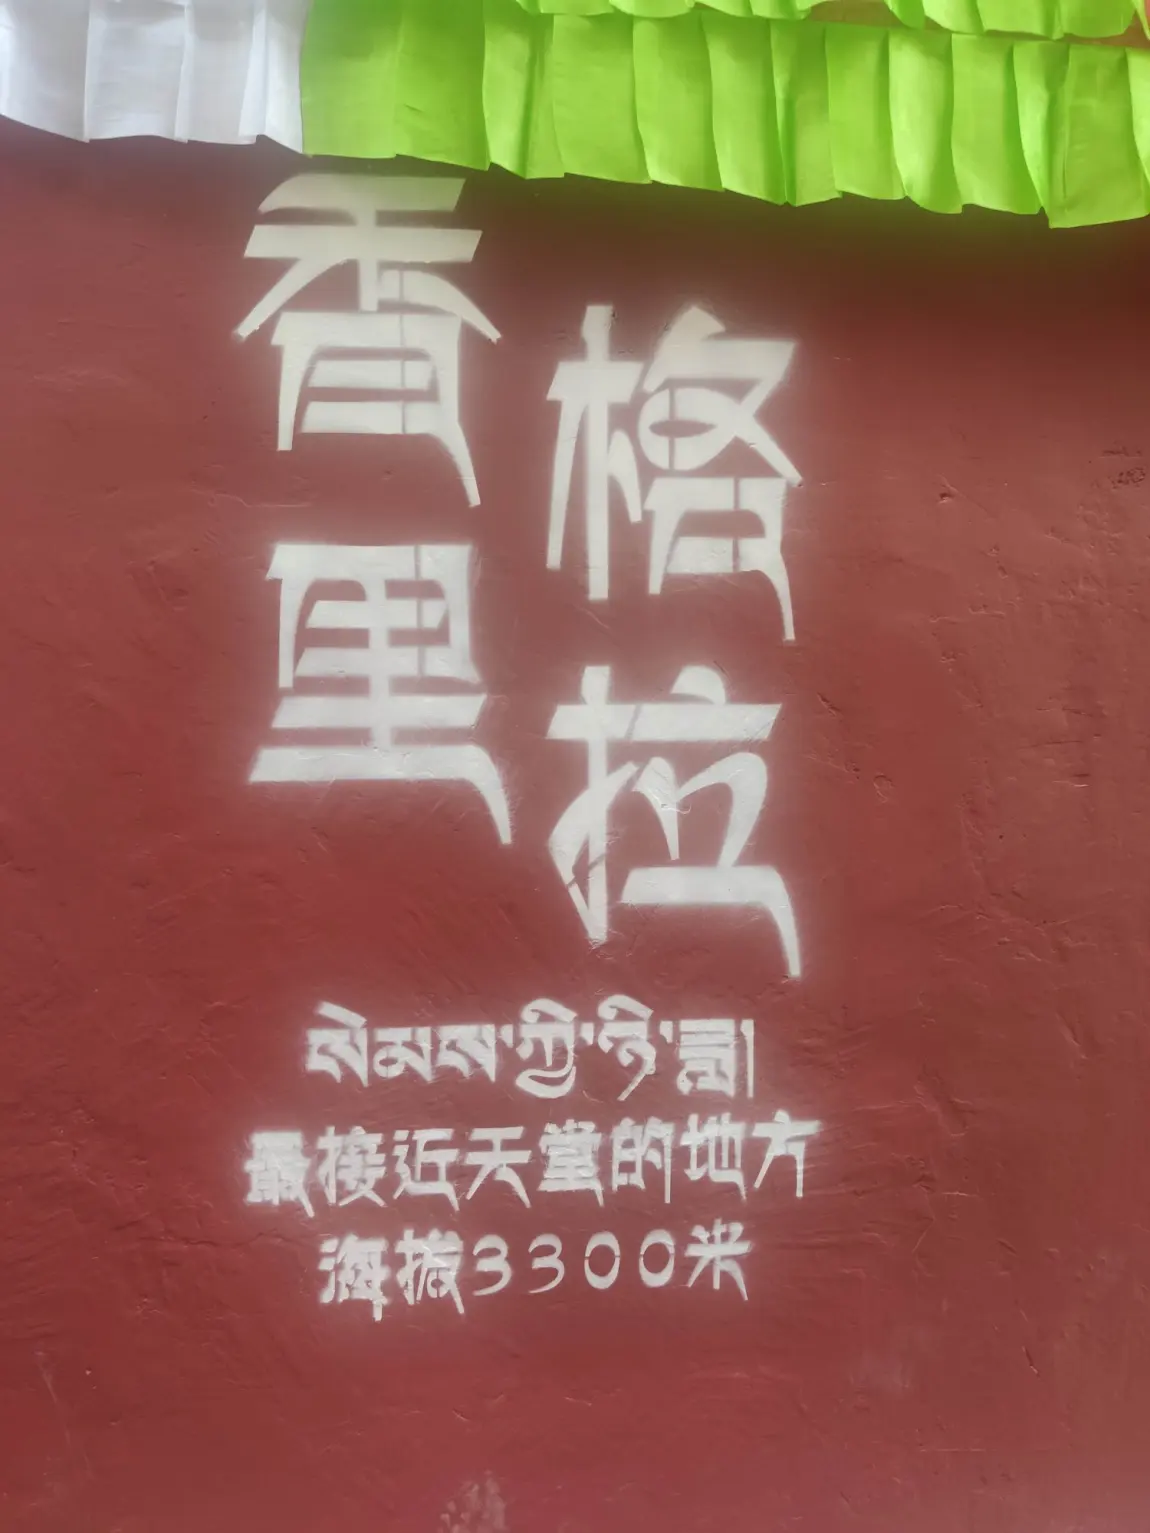 香格
里拉
སེམས་ཀྱི་ཉི་ཟླ།
最接近天堂的地方
海拔3300米